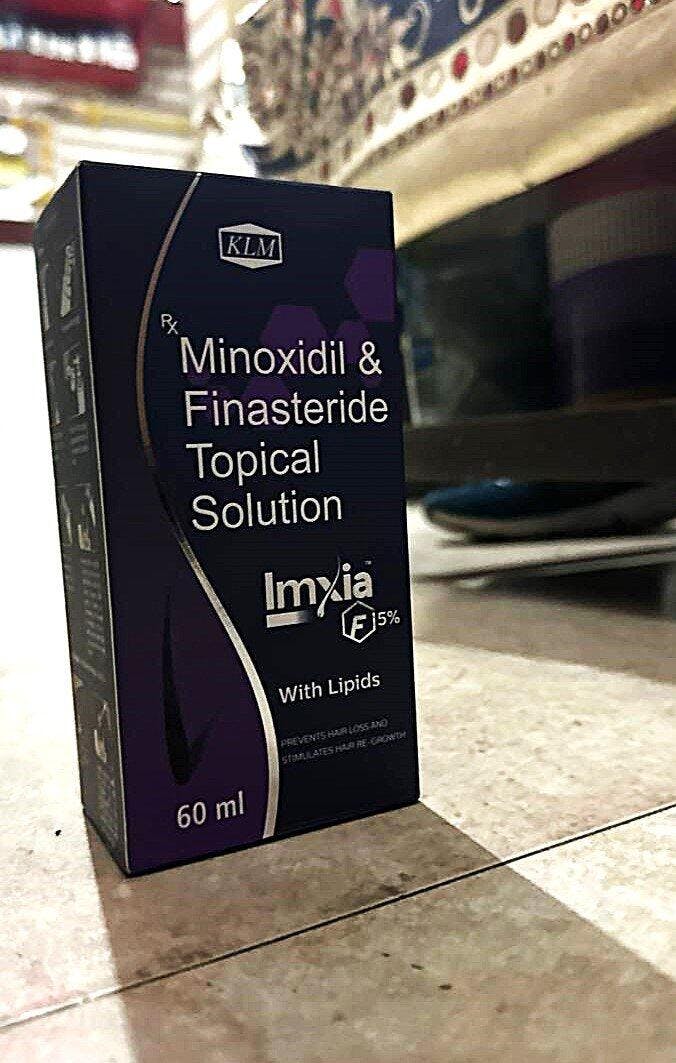 KLM
Rx
Minoxidil &
Finasteride
Topical
Solution
Imxia™
F 5%
With Lipids
PREVENTS HAIR LOSS AND
STIMULATES HAIR RE-GROWTH
60 ml